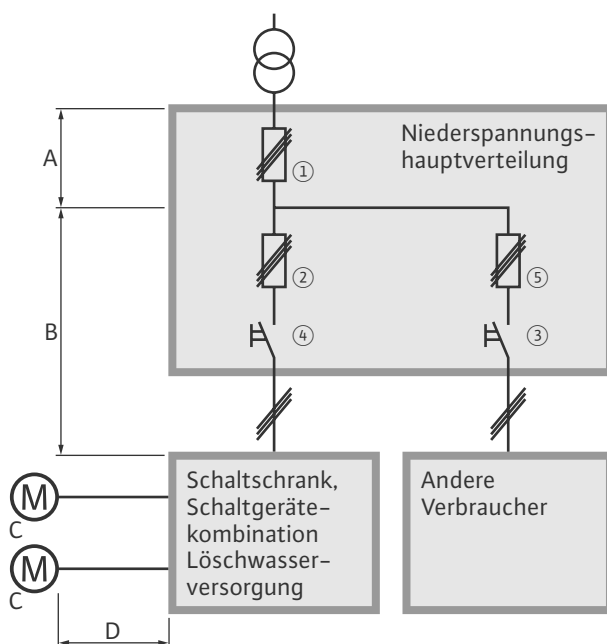 Niederspannungs-
hauptverteilung
A
①
B
②
⑤
④
③
Schaltschrank,
Schaltgeräte-
kombination
Löschwasser-
versorgung
Andere
Verbraucher
M
C
M
C
D